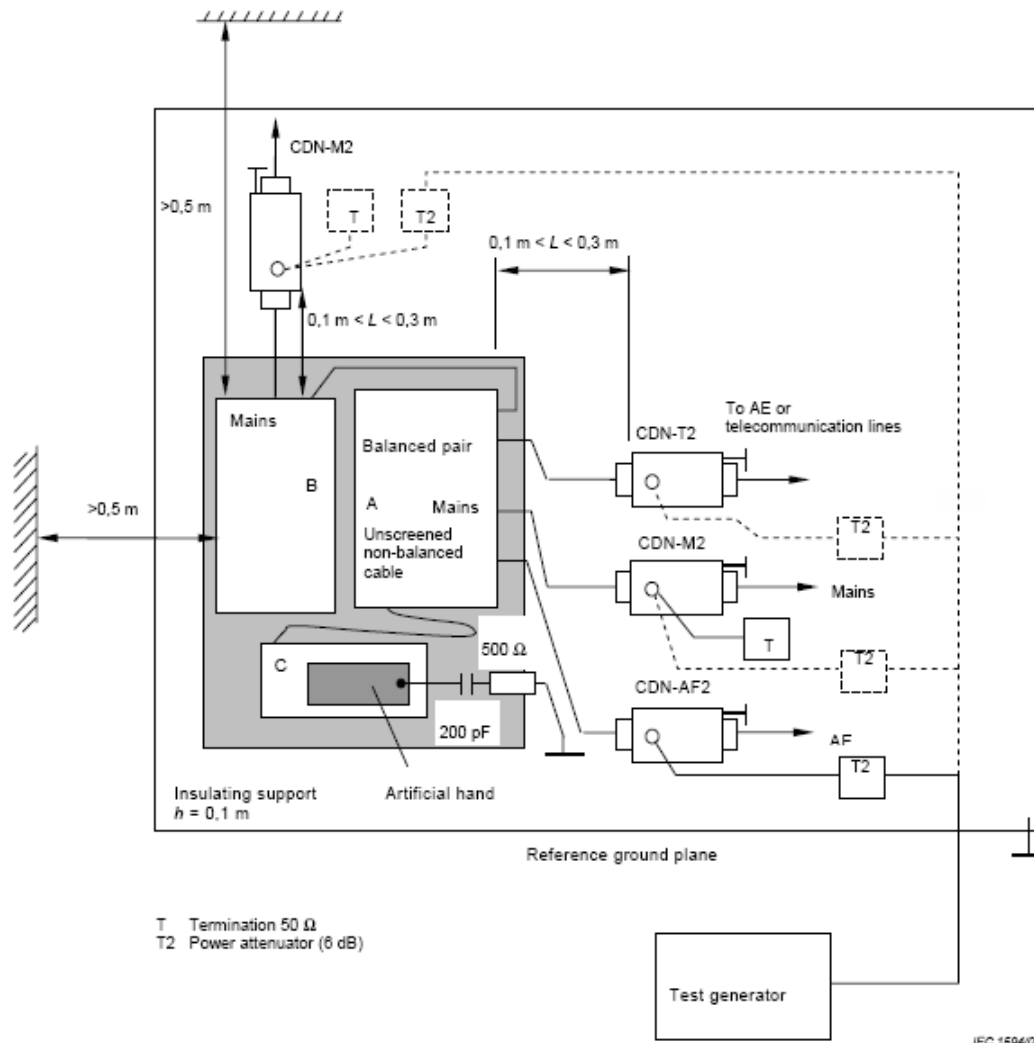 CDN-M2
>0,5 m
T
T2
0,1 m < L < 0,3 m
0,1 m < L < 0,3 m
Mains
B
Balanced pair
A
Mains
Unscreened
non-balanced
cable
To AE or
telecommunication lines
CDN-T2
T2
>0,5 m
CDN-M2
Mains
T
T2
C
500 Ω
200 pF
CDN-AF2
AF
T2
Insulating support
h = 0,1 m
Artificial hand
Reference ground plane
T Termination 50 Ω
T2 Power attenuator (6 dB)
Test generator